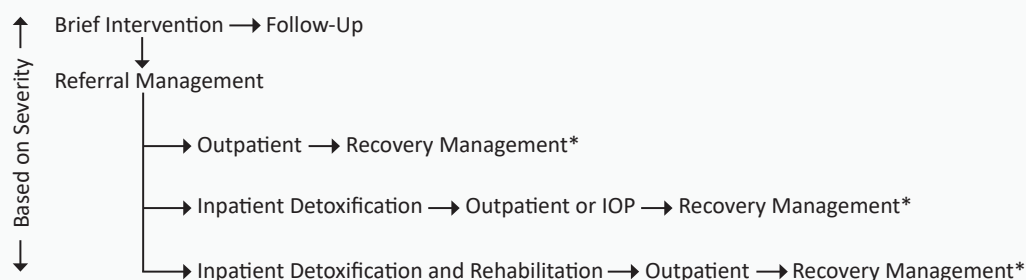 Based on Severity
Brief Intervention → Follow-Up
Referral Management
Outpatient → Recovery Management*
Inpatient Detoxification → Outpatient or IOP → Recovery Management*
Inpatient Detoxification and Rehabilitation → Outpatient → Recovery Management*